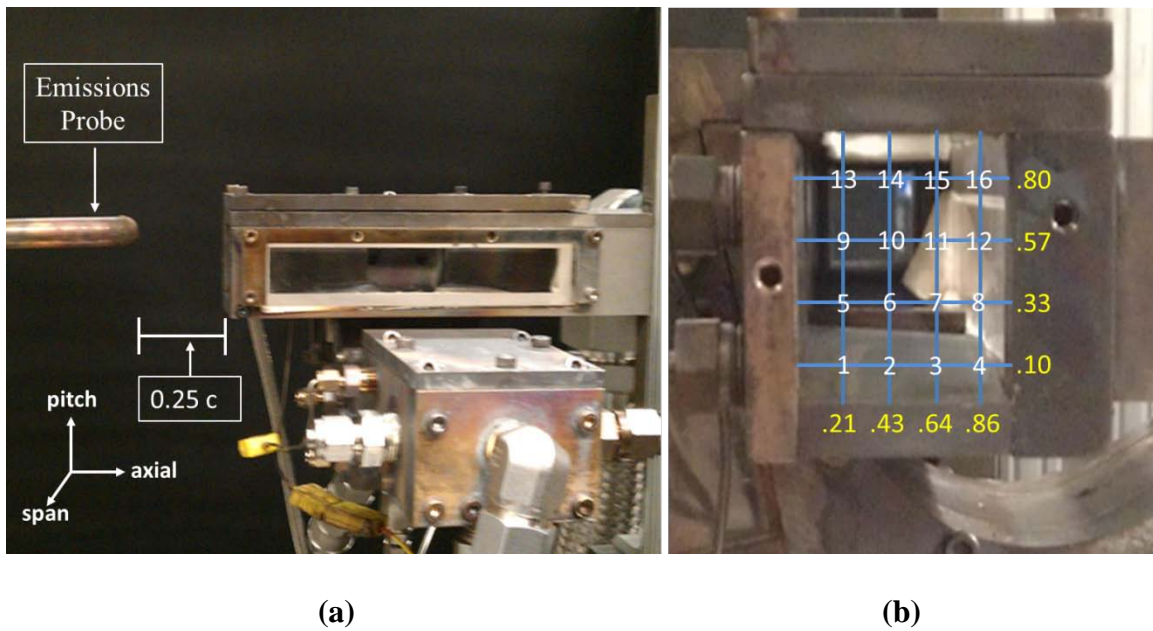 Emissions
Probe
0.25 c
pitch
axial
span
13 14 15 16 .80
9 10 11 12 .57
5 6 7 8 .33
1 2 3 4 .10
.21 .43 .64 .86
(a) (b)